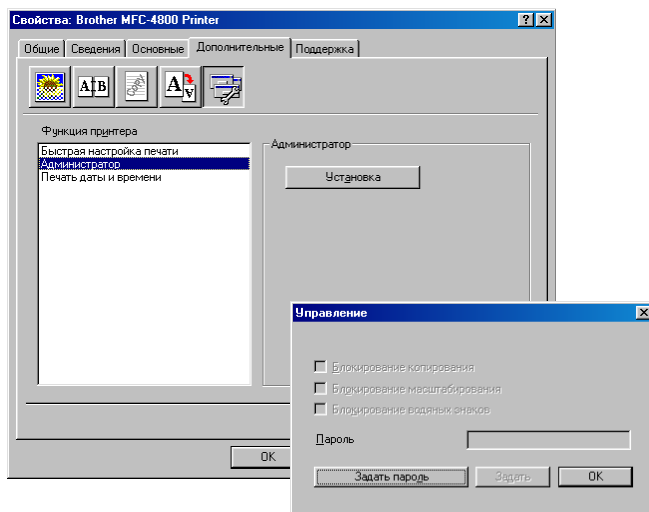 Свойства: Brother MFC-4800 Printer
Общие Сведения Основные Дополнительные Поддержка
A B
A A
Функция принтера
Быстрая настройка печати
Администратор
Печать даты и времени
Администратор
Установка
OK
Управление
Блокирование копирования
Блокирование масштабирования
Блокирование водяных знаков
Пароль
Задать пароль Задать OK